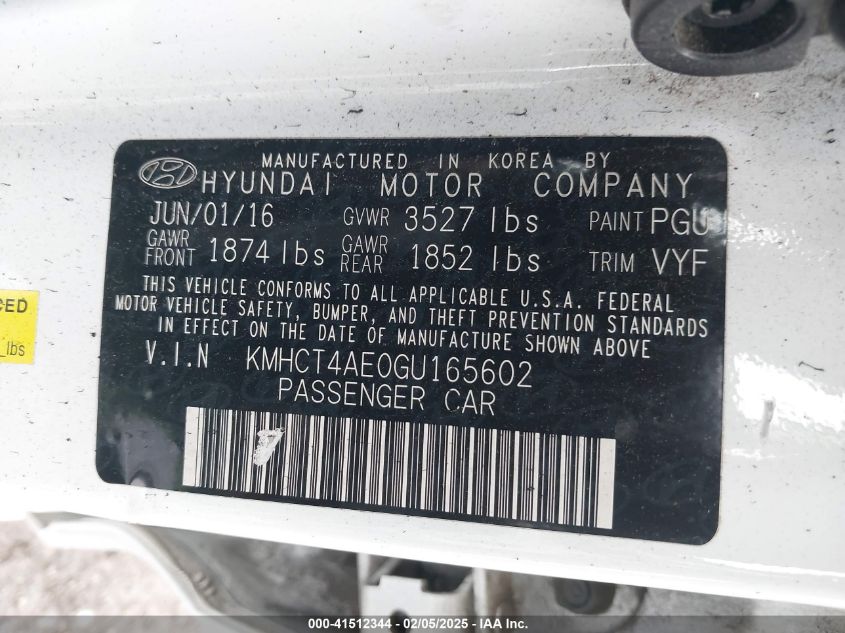 MANUFACTURED IN KOREA BY
HYUNDAI MOTOR COMPANY
JUN/01/16 GVWR 3527 lbs PAINT PGU
GAWR FRONT 1874 lbs GAWR REAR 1852 lbs TRIM VYF
THIS VEHICLE CONFORMS TO ALL APPLICABLE U.S.A. FEDERAL
MOTOR VEHICLE SAFETY, BUMPER, AND THEFT PREVENTION STANDARDS
IN EFFECT ON THE DATE OF MANUFACTURE SHOWN ABOVE
V.I.N KMHCT4AE0GU165602
PASSENGER CAR
CED
lbs
000-41512344 - 02/05/2025 - IAA Inc.